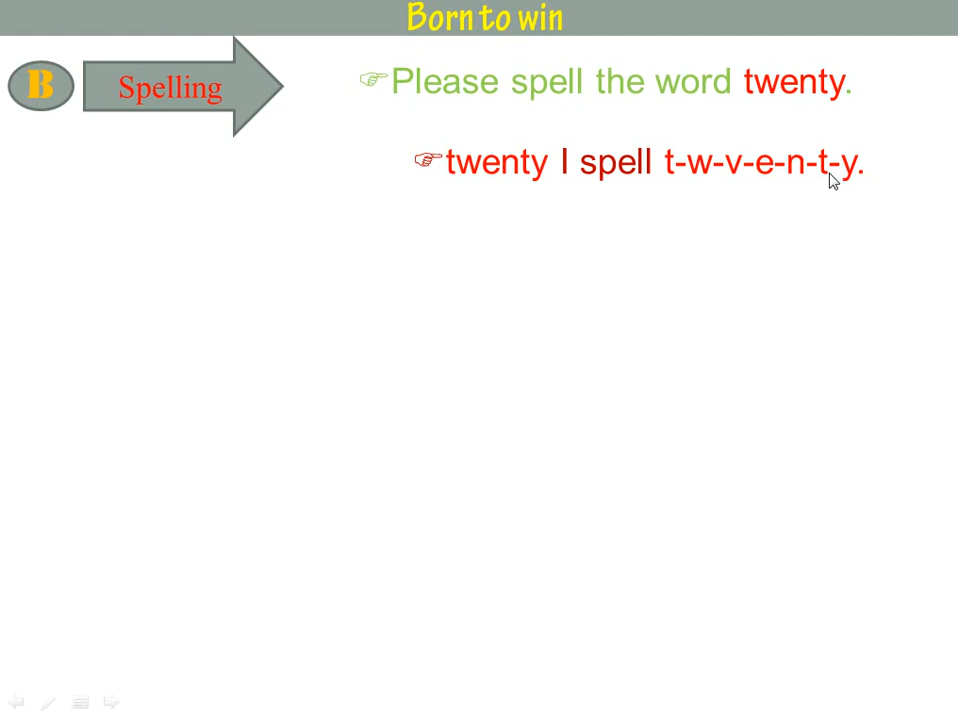 Born to win
B
Spelling
☞Please spell the word twenty.
☞twenty I spell t-w-v-e-n-t-y.